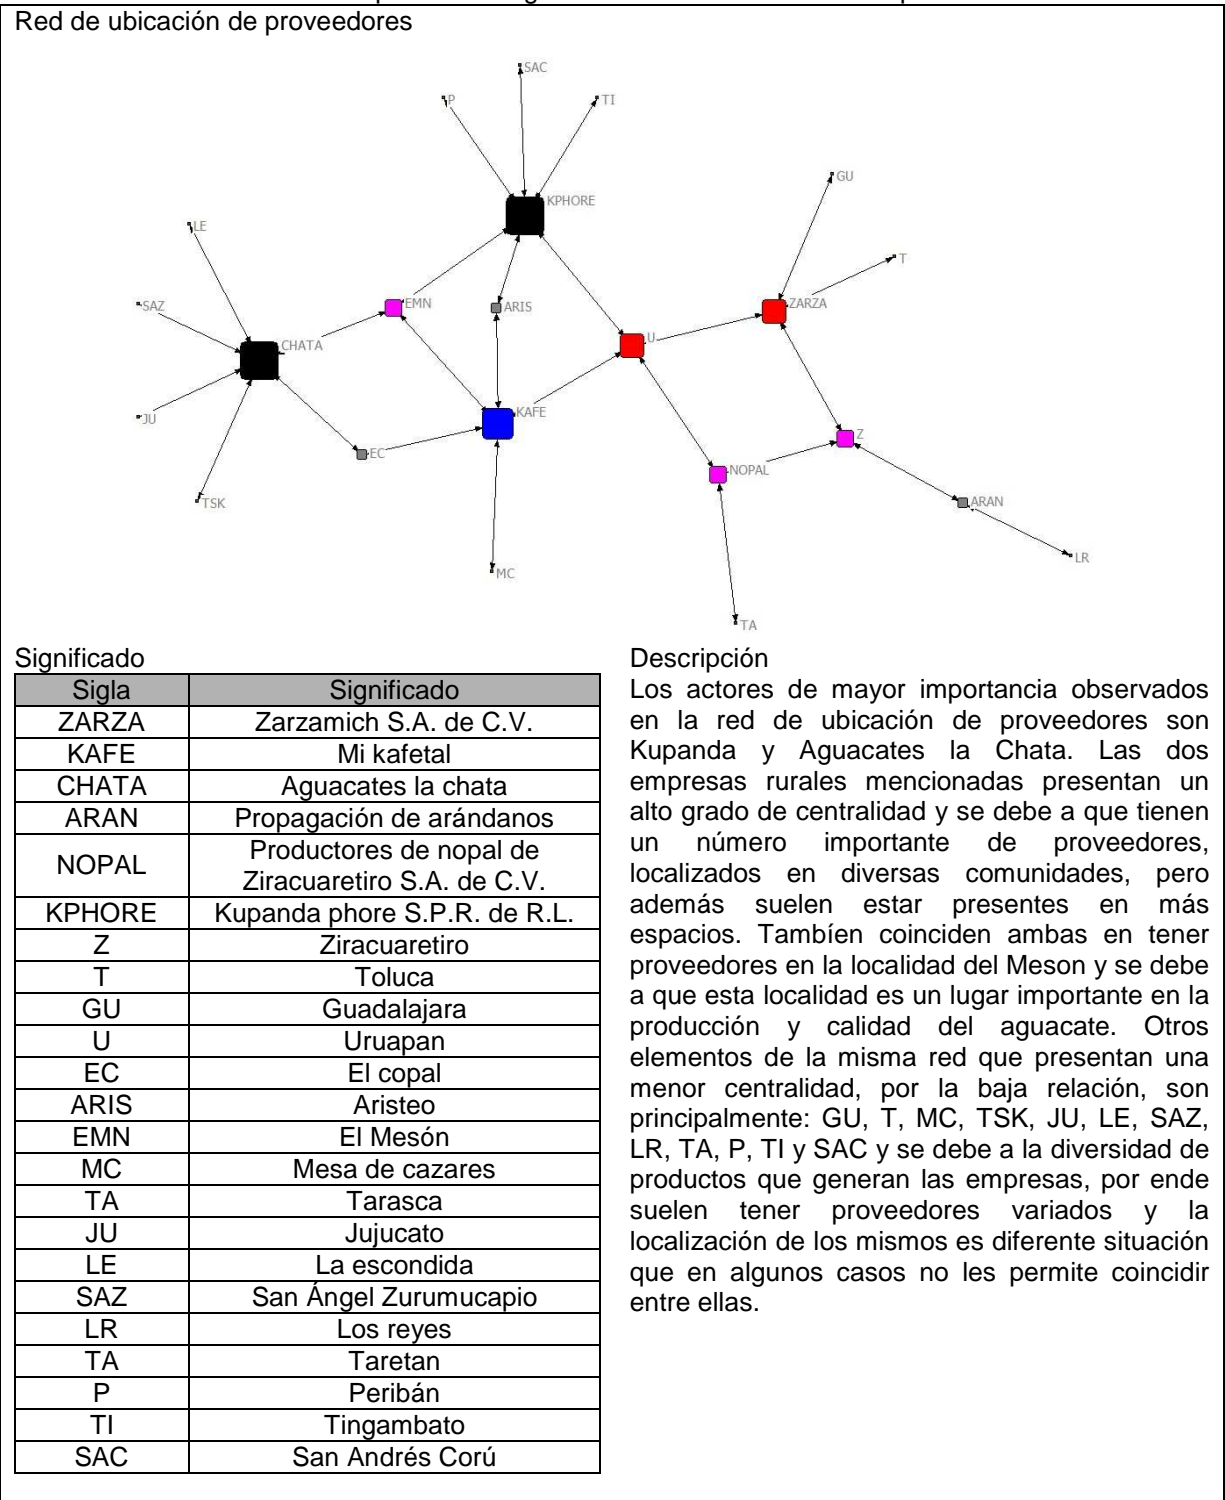 Red de ubicación de proveedores
SAC
P
TI
GU
KPHORE
LE
T
SAZ
EMN
ARIS
ZARZA
CHATA
U
JU
KAFE
Z
EC
NOPAL
TSK
ARAN
MC
LR
TA
Significado
Sigla Significado
ZARZA Zarzamich S.A. de C.V.
KAFE Mi kafetal
CHATA Aguacates la chata
ARAN Propagación de arándanos
NOPAL Productores de nopal de
Ziracuaretiro S.A. de C.V.
KPHORE Kupanda phore S.P.R. de R.L.
Z Ziracuaretiro
T Toluca
GU Guadalajara
U Uruapan
EC El copal
ARIS Aristeo
EMN El Mesón
MC Mesa de cazares
TA Tarasca
JU Jujucato
LE La escondida
SAZ San Ángel Zurumucapio
LR Los reyes
TA Taretan
P Peribán
TI Tingambato
SAC San Andrés Corú
Descripción
Los actores de mayor importancia observados
en la red de ubicación de proveedores son
Kupanda y Aguacates la Chata. Las dos
empresas rurales mencionadas presentan un
alto grado de centralidad y se debe a que tienen
un número importante de proveedores,
localizados en diversas comunidades, pero
además suelen estar presentes en más
espacios. Tambíen coinciden ambas en tener
proveedores en la localidad del Meson y se debe
a que esta localidad es un lugar importante en la
producción y calidad del aguacate. Otros
elementos de la misma red que presentan una
menor centralidad, por la baja relación, son
principalmente: GU, T, MC, TSK, JU, LE, SAZ,
LR, TA, P, TI y SAC y se debe a la diversidad de
productos que generan las empresas, por ende
suelen tener proveedores variados y la
localización de los mismos es diferente situación
que en algunos casos no les permite coincidir
entre ellas.